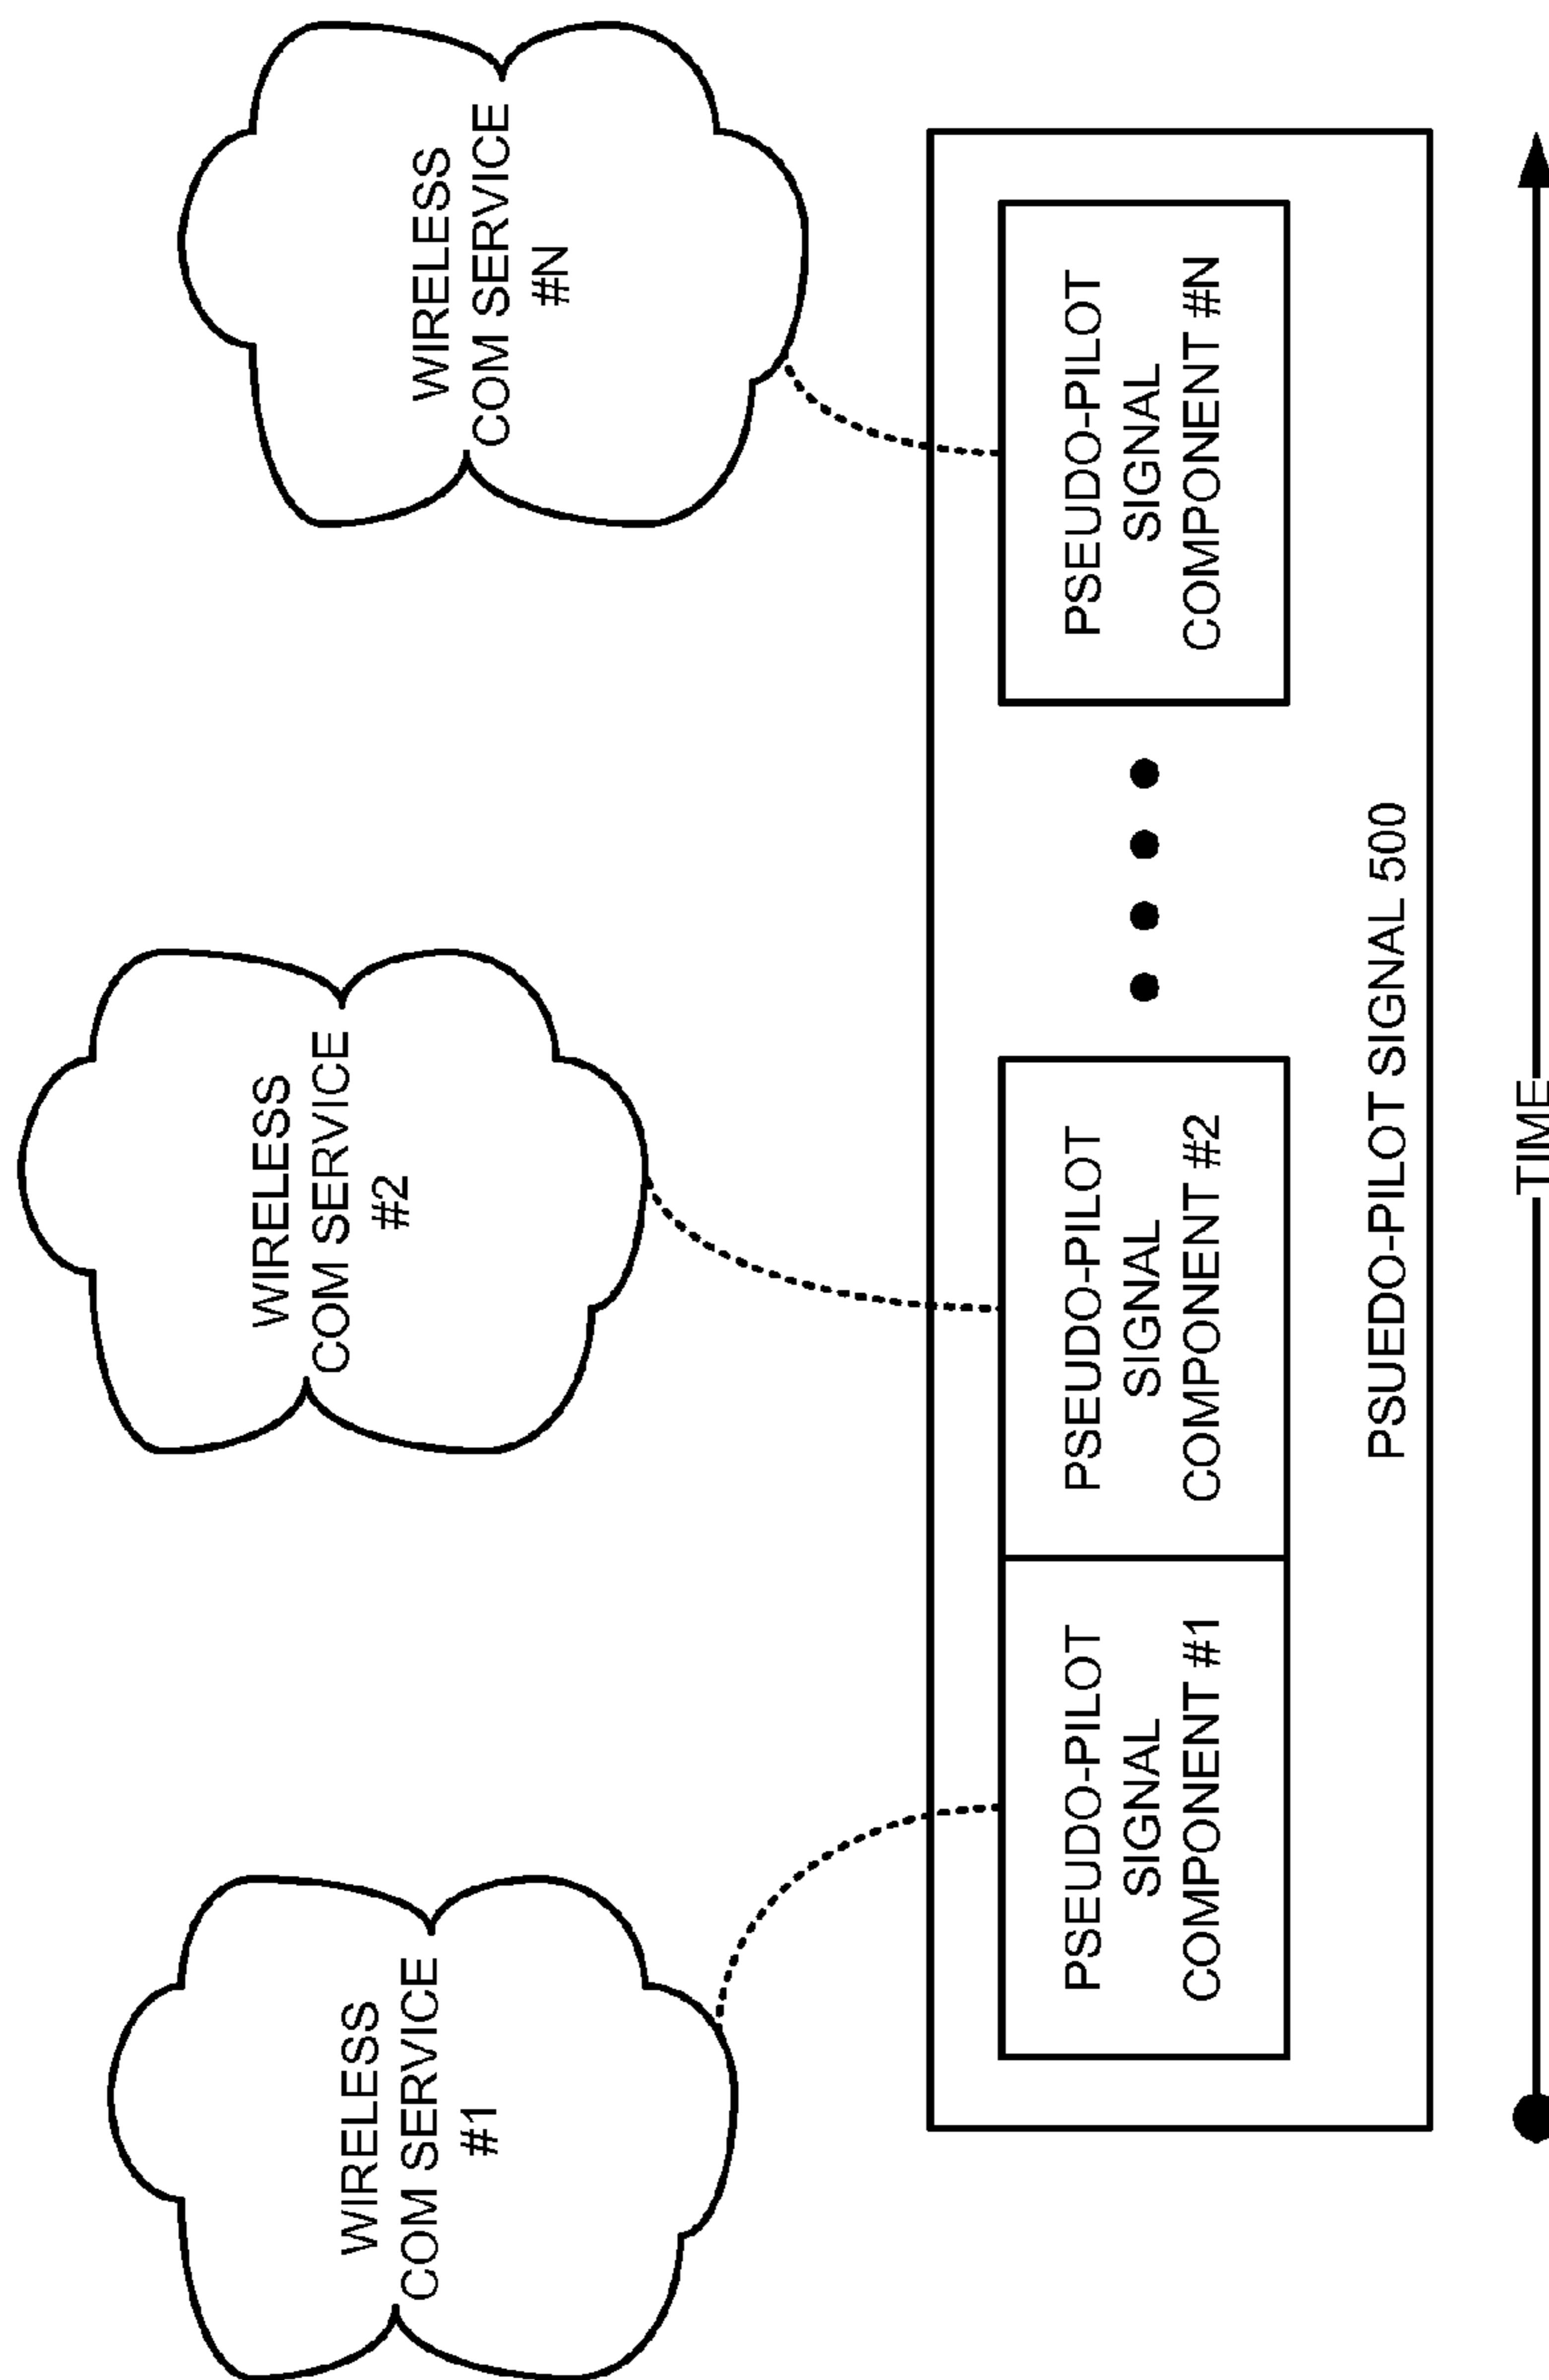 WIRELESS
COM SERVICE
#1
WIRELESS
COM SERVICE
#2
WIRELESS
COM SERVICE
#N
PSEUDO-PILOT
SIGNAL
COMPONENT #1
PSEUDO-PILOT
SIGNAL
COMPONENT #2
PSEUDO-PILOT
SIGNAL
COMPONENT #N
PSUEDO-PILOT SIGNAL 500
TIME